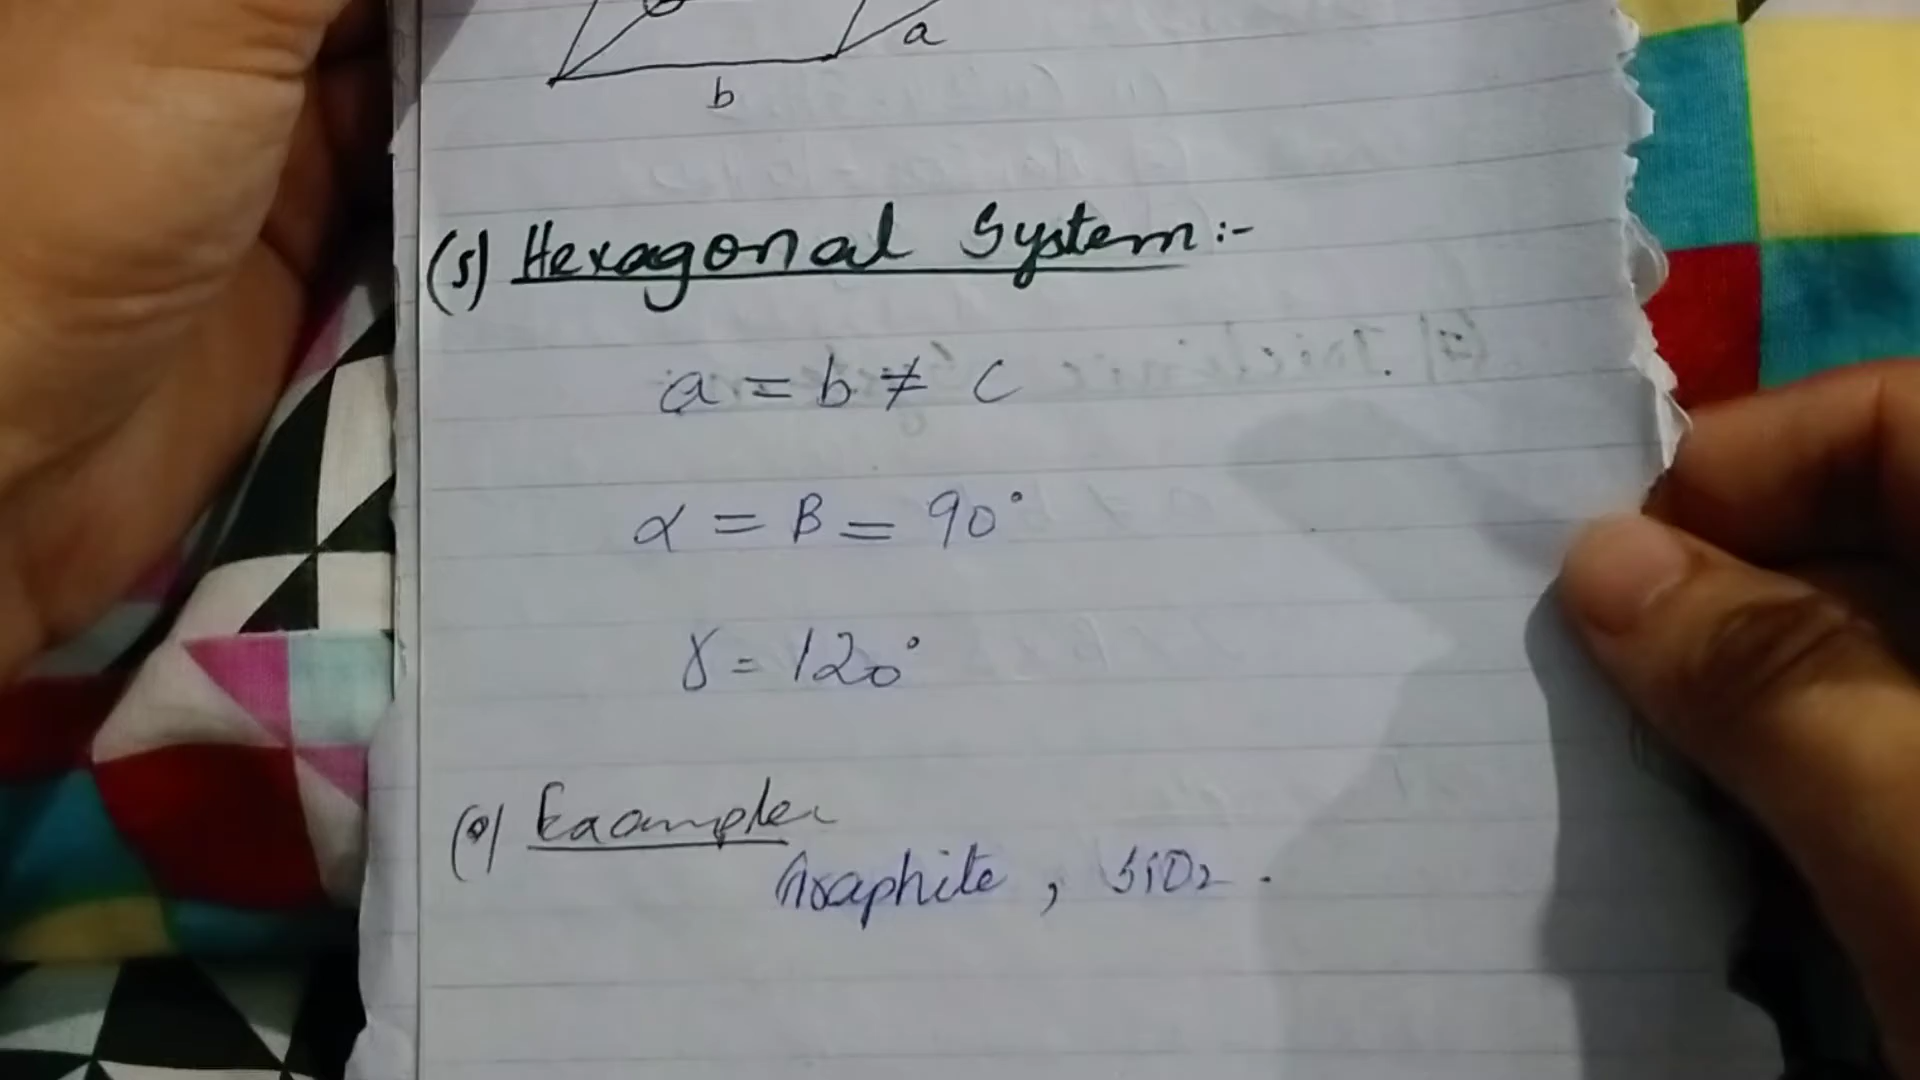 a
b
(5) Hexagonal System :-
a = b ≠ c
α = β = 90°
γ = 120°
(•) Examples
Graphite, SiO2.